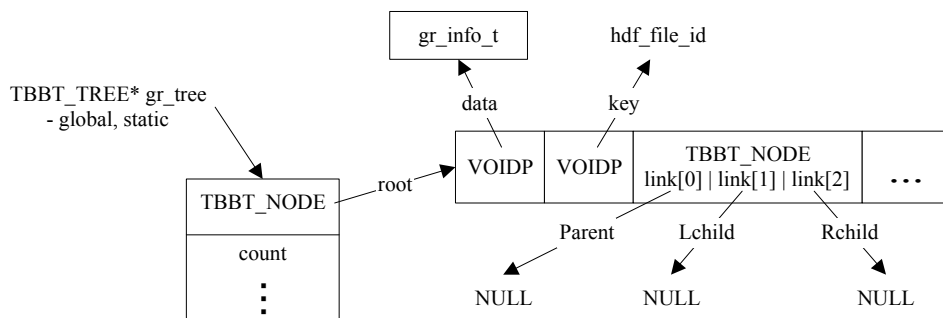 gr_info_t
hdf_file_id
TBBT_TREE* gr_tree
- global, static
data
key
VOIDP
VOIDP
TBBT_NODE
link[0] | link[1] | link[2]
...
root
TBBT_NODE
count
Parent
Lchild
Rchild
NULL
NULL
NULL